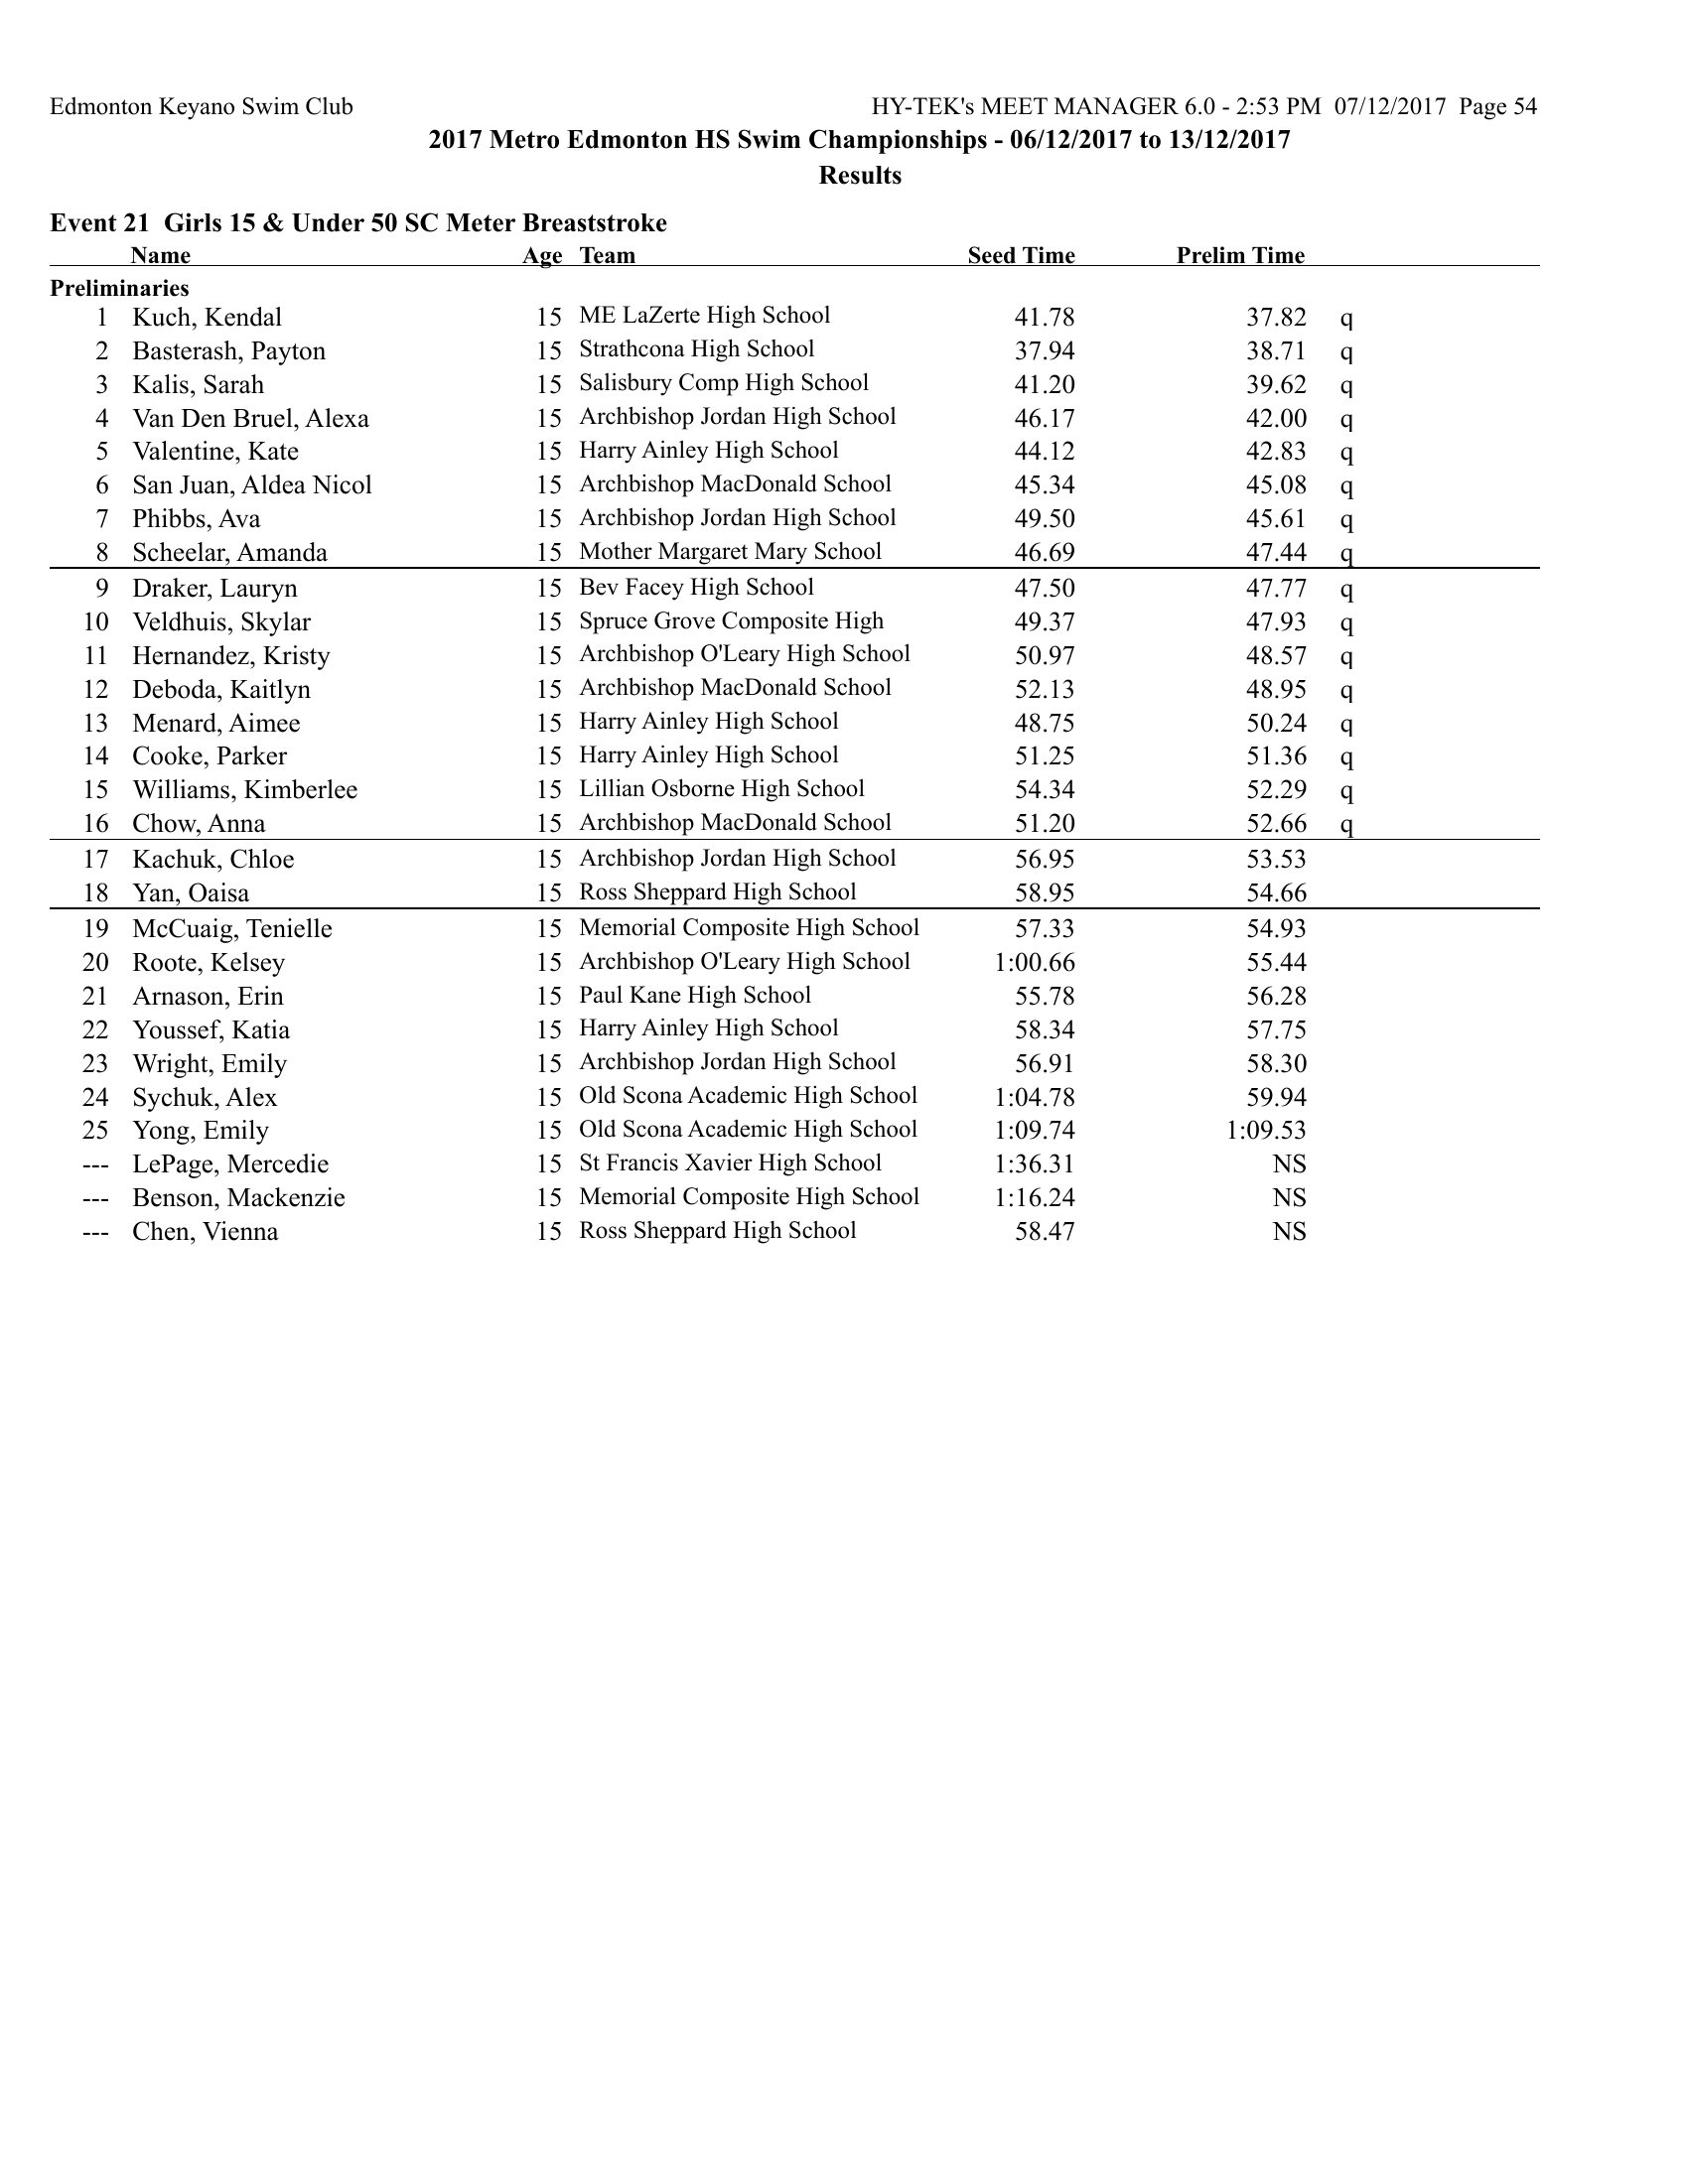 Edmonton Keyano Swim Club HY-TEK's MEET MANAGER 6.0 - 2:53 PM 07/12/2017 Page 54
2017 Metro Edmonton HS Swim Championships - 06/12/2017 to 13/12/2017
Results
Event 21 Girls 15 & Under 50 SC Meter Breaststroke
Name Age Team Seed Time Prelim Time
Preliminaries
1 Kuch, Kendal 15 ME LaZerte High School 41.78 37.82 q
2 Basterash, Payton 15 Strathcona High School 37.94 38.71 q
3 Kalis, Sarah 15 Salisbury Comp High School 41.20 39.62 q
4 Van Den Bruel, Alexa 15 Archbishop Jordan High School 46.17 42.00 q
5 Valentine, Kate 15 Harry Ainley High School 44.12 42.83 q
6 San Juan, Aldea Nicol 15 Archbishop MacDonald School 45.34 45.08 q
7 Phibbs, Ava 15 Archbishop Jordan High School 49.50 45.61 q
8 Scheelar, Amanda 15 Mother Margaret Mary School 46.69 47.44 q
9 Draker, Lauryn 15 Bev Facey High School 47.50 47.77 q
10 Veldhuis, Skylar 15 Spruce Grove Composite High 49.37 47.93 q
11 Hernandez, Kristy 15 Archbishop O'Leary High School 50.97 48.57 q
12 Deboda, Kaitlyn 15 Archbishop MacDonald School 52.13 48.95 q
13 Menard, Aimee 15 Harry Ainley High School 48.75 50.24 q
14 Cooke, Parker 15 Harry Ainley High School 51.25 51.36 q
15 Williams, Kimberlee 15 Lillian Osborne High School 54.34 52.29 q
16 Chow, Anna 15 Archbishop MacDonald School 51.20 52.66 q
17 Kachuk, Chloe 15 Archbishop Jordan High School 56.95 53.53
18 Yan, Oaisa 15 Ross Sheppard High School 58.95 54.66
19 McCuaig, Tenielle 15 Memorial Composite High School 57.33 54.93
20 Roote, Kelsey 15 Archbishop O'Leary High School 1:00.66 55.44
21 Arnason, Erin 15 Paul Kane High School 55.78 56.28
22 Youssef, Katia 15 Harry Ainley High School 58.34 57.75
23 Wright, Emily 15 Archbishop Jordan High School 56.91 58.30
24 Sychuk, Alex 15 Old Scona Academic High School 1:04.78 59.94
25 Yong, Emily 15 Old Scona Academic High School 1:09.74 1:09.53
--- LePage, Mercedie 15 St Francis Xavier High School 1:36.31 NS
--- Benson, Mackenzie 15 Memorial Composite High School 1:16.24 NS
--- Chen, Vienna 15 Ross Sheppard High School 58.47 NS